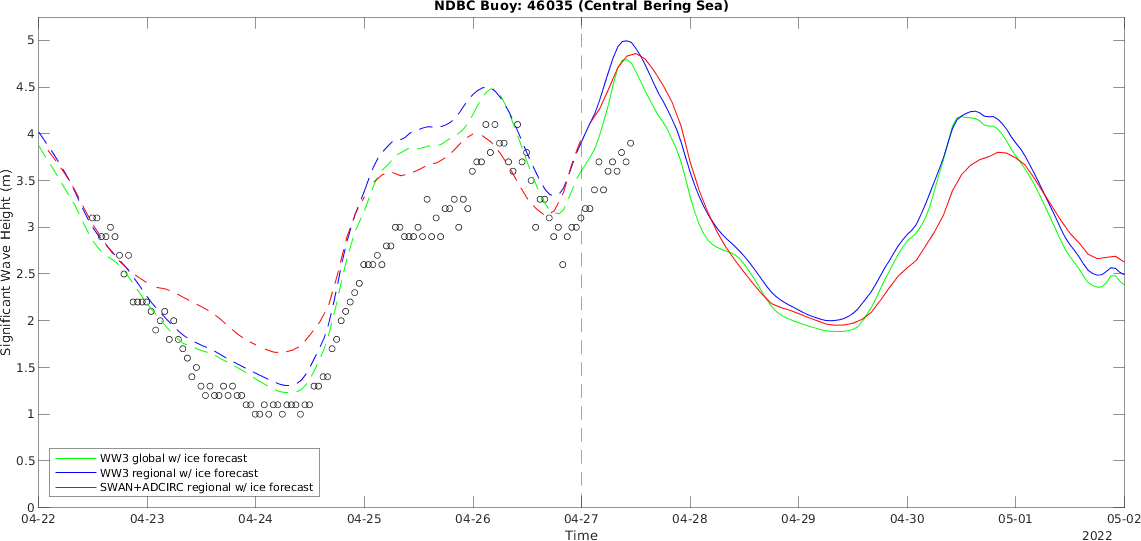 NDBC Buoy: 46035 (Central Bering Sea)
5
4.5
4
3.5
3
2.5
2
1.5
1
0.5
0
Significant Wave Height (m)
WW3 global w/ ice forecast
WW3 regional w/ ice forecast
SWAN+ADCIRC regional w/ ice forecast
04-22 04-23 04-24 04-25 04-26 04-27 04-28 04-29 04-30 05-01 05-02
Time
2022